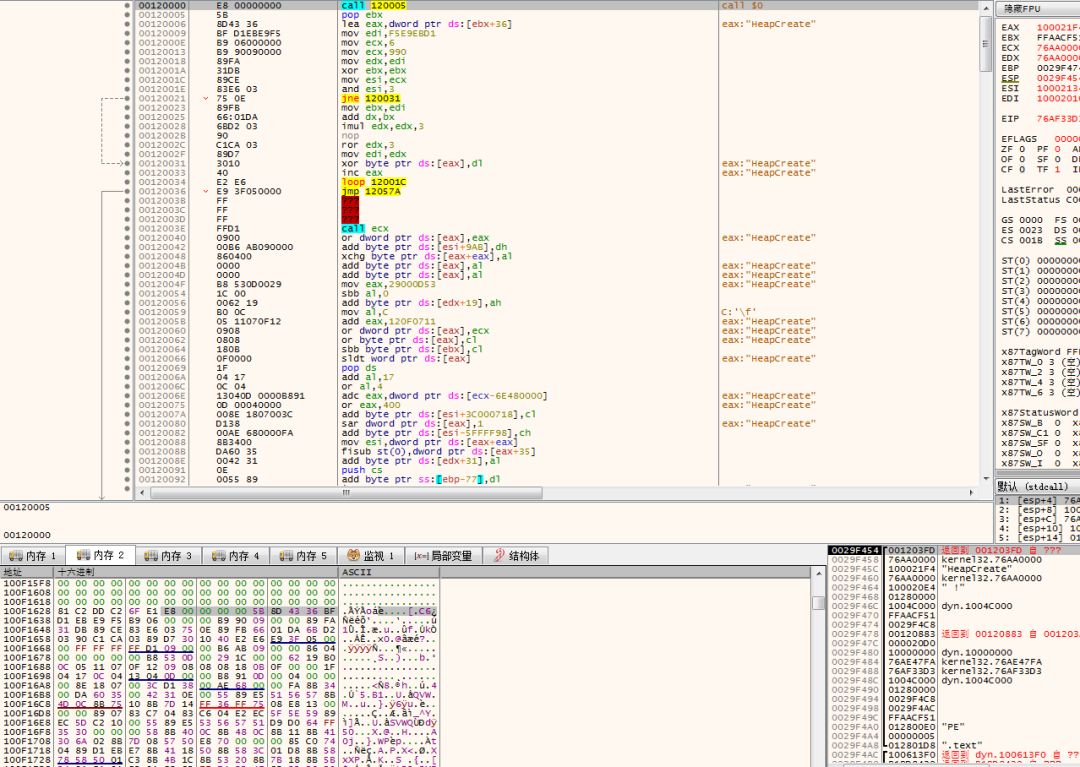 00120000 E8 00000000 call 120005 call $0
00120005 5B pop ebx
00120006 8D43 36 lea eax,dword ptr ds:[ebx+36] eax:"HeapCreate"
00120009 BF D1EBE9F5 mov edi,F5E9EBD1
0012000E B9 06000000 mov ecx,6
00120013 B9 90090000 mov ecx,990
00120018 89FA mov edx,edi
0012001A 31DB xor ebx,ebx
0012001C 89CE mov esi,ecx
0012001E 83E6 03 and esi,3
00120021 75 0E jne 120031
00120023 89FB mov ebx,edi
00120025 66:01DA add dx,bx
00120028 6BD2 03 imul edx,edx,3
0012002B 90 nop
0012002C C1CA 03 ror edx,3
0012002F 89D7 mov edi,edx
00120031 3010 xor byte ptr ds:[eax],dl eax:"HeapCreate"
00120033 40 inc eax eax:"HeapCreate"
00120034 E2 E6 loop 12001C
00120036 E9 3F050000 jmp 12057A
0012003B FF ???
0012003C FF ???
0012003D FF ???
0012003E FFD1 call ecx
00120040 0900 or dword ptr ds:[eax],eax eax:"HeapCreate"
00120042 00B6 AB090000 add byte ptr ds:[esi+9AB],dh
00120048 860400 xchg byte ptr ds:[eax+eax],al
0012004B 0000 add byte ptr ds:[eax],al eax:"HeapCreate"
0012004D 0000 add byte ptr ds:[eax],al eax:"HeapCreate"
0012004F B8 530D0029 mov eax,29000D53 eax:"HeapCreate"
00120054 1C 00 sbb al,0
00120056 0062 19 add byte ptr ds:[edx+19],ah
00120059 B0 0C mov al,C C:'\f'
0012005B 05 11070F12 add eax,120F0711 eax:"HeapCreate"
00120060 0908 or dword ptr ds:[eax],ecx eax:"HeapCreate"
00120062 0808 or byte ptr ds:[eax],cl eax:"HeapCreate"
00120064 180B sbb byte ptr ds:[ebx],cl
00120066 0F0000 sldt word ptr ds:[eax] eax:"HeapCreate"
00120069 1F pop ds
0012006A 04 17 add al,17
0012006C 0C 04 or al,4
0012006E 13040D 0000B891 adc eax,dword ptr ds:[ecx-6E480000] eax:"HeapCreate"
00120075 0D 00040000 or eax,400 eax:"HeapCreate"
0012007A 008E 1807003C add byte ptr ds:[esi+3C000718],cl
00120080 D138 sar dword ptr ds:[eax],1 eax:"HeapCreate"
00120082 00AE 680000FA add byte ptr ds:[esi-5FFFF98],ch
00120088 8B3400 mov esi,dword ptr ds:[eax+eax]
0012008B DA60 35 fisub st(0),dword ptr ds:[eax+35]
0012008E 0042 31 add byte ptr ds:[edx+31],al
00120091 0E push cs
00120092 0055 89 add byte ptr ss:[ebp-77],dl
隐藏FPU
EAX 100021F4
EBX FFAACF51
ECX 76AA0000
EDX 76AA0000
EBP 0029F474
ESP 0029F454
ESI 1000213
EDI 1000201
EIP 76AF33D3
EFLAGS 0000
ZF 0 PF 0
OF 0 SF 0
CF 0 TF 1
LastError 000
LastStatus C00
GS 0000 FS 00
ES 0023 DS 00
CS 001B SS 00
ST(0) 00000000
ST(1) 00000000
ST(2) 00000000
ST(3) 00000000
ST(4) 00000000
ST(5) 00000000
ST(6) 00000000
ST(7) 00000000
x87TagWord FFF
x87TW_0 3 (空)
x87TW_2 3 (空)
x87TW_4 3 (空)
x87TW_6 3 (空)
x87StatusWord
x87SW_B 0
x87SW_C1 0
x87SW_SF 0
x87SW_O 0
x87SW_I 0
默认 (stdcall)
1: [esp+4] 76A
2: [esp+8] 100
3: [esp+C] 76A
4: [esp+10] 10
5: [esp+14] 01
00120005
00120000
内存 1 内存 2 内存 3 内存 4 内存 5 监视 1 局部变量 结构体
地址 十六进制 ASCII
100F15F8 00 00 00 00 00 00 00 00 00 00 00 00 00 00 00 00 ................
100F1608 00 00 00 00 00 00 00 00 00 00 00 00 00 00 00 00 ................
100F1618 00 00 00 00 00 00 00 00 00 00 00 00 00 00 00 00 ................
100F1628 81 C2 DD C2 6F E1 E8 00 00 00 00 5B 8D 43 36 BF
100F1638 D1 EB E9 F5 B9 06 00 00 00 B9 90 09 00 00 89 FA
100F1648 31 DB 89 CE 83 E6 03 75 0E 89 FB 66 01 DA 6B D2
100F1658 03 90 C1 CA 03 89 D7 30 10 40 E2 E6 E9 3F 05 00
100F1668 00 FF FF FF FF D1 09 00 00 B6 AB 09 00 00 86 04
100F1678 00 00 00 00 00 B8 53 0D 00 29 1C 00 00 62 19 B0
100F1688 0C 05 11 07 0F 12 09 08 08 08 18 0B 0F 00 00 1F
100F1698 04 17 0C 04 13 04 0D 00 00 B8 91 0D 00 04 00 00
100F16A8 00 8E 18 07 00 3C D1 38 00 AE 68 00 00 FA 8B 34
100F16B8 00 DA 60 35 00 42 31 0E 00 55 89 E5 51 56 57 8B
100F16C8 4D 0C 8B 75 10 8B 7D 14 FF 36 FF 75 08 E8 13 00
100F16D8 00 00 89 07 83 C7 04 83 C6 04 E2 EC 5F 5E 59 89
100F16E8 EC 5D C2 10 00 55 89 E5 53 56 57 51 D9 D0 64 FF
100F16F8 35 30 00 00 00 58 8B 40 0C 8B 48 0C 8B 11 8B 41
100F1708 30 6A 02 8B 7D 08 57 50 E8 70 00 00 00 85 C0 74
100F1718 04 89 D1 EB E7 8B 41 18 50 8B 58 3C 01 D8 8B 58
100F1728 78 58 50 01 C3 8B 4B 1C 8B 53 20 8B 7B 18 8B 5B
0029F454 001203FD 返回到 001203FD 自 ???
0029F458 76AA0000 kernel32.76AA0000
0029F45C 100021F4 "HeapCreate"
0029F460 76AA0000 kernel32.76AA0000
0029F464 100020E4 " !"
0029F468 01280000
0029F46C 1004C000 dyn.1004C000
0029F470 FFAACF51
0029F474 0029F4C8
0029F478 00120883 返回到 00120883 自 001203
0029F47C 000020D0
0029F480 10000000 dyn.10000000
0029F484 76AE47FA kernel32.76AE47FA
0029F488 76AF33D3 kernel32.76AF33D3
0029F48C 1004C000 dyn.1004C000
0029F490 01280000
0029F494 0029F4C8
0029F498 0029F4AC
0029F49C FFAACF51
0029F4A0 012800E0 "PE"
0029F4A4 00000005
0029F4A8 012801D8 ".text"
0029F4AC 100613F0 返回到 dyn.100613F0 自 ???